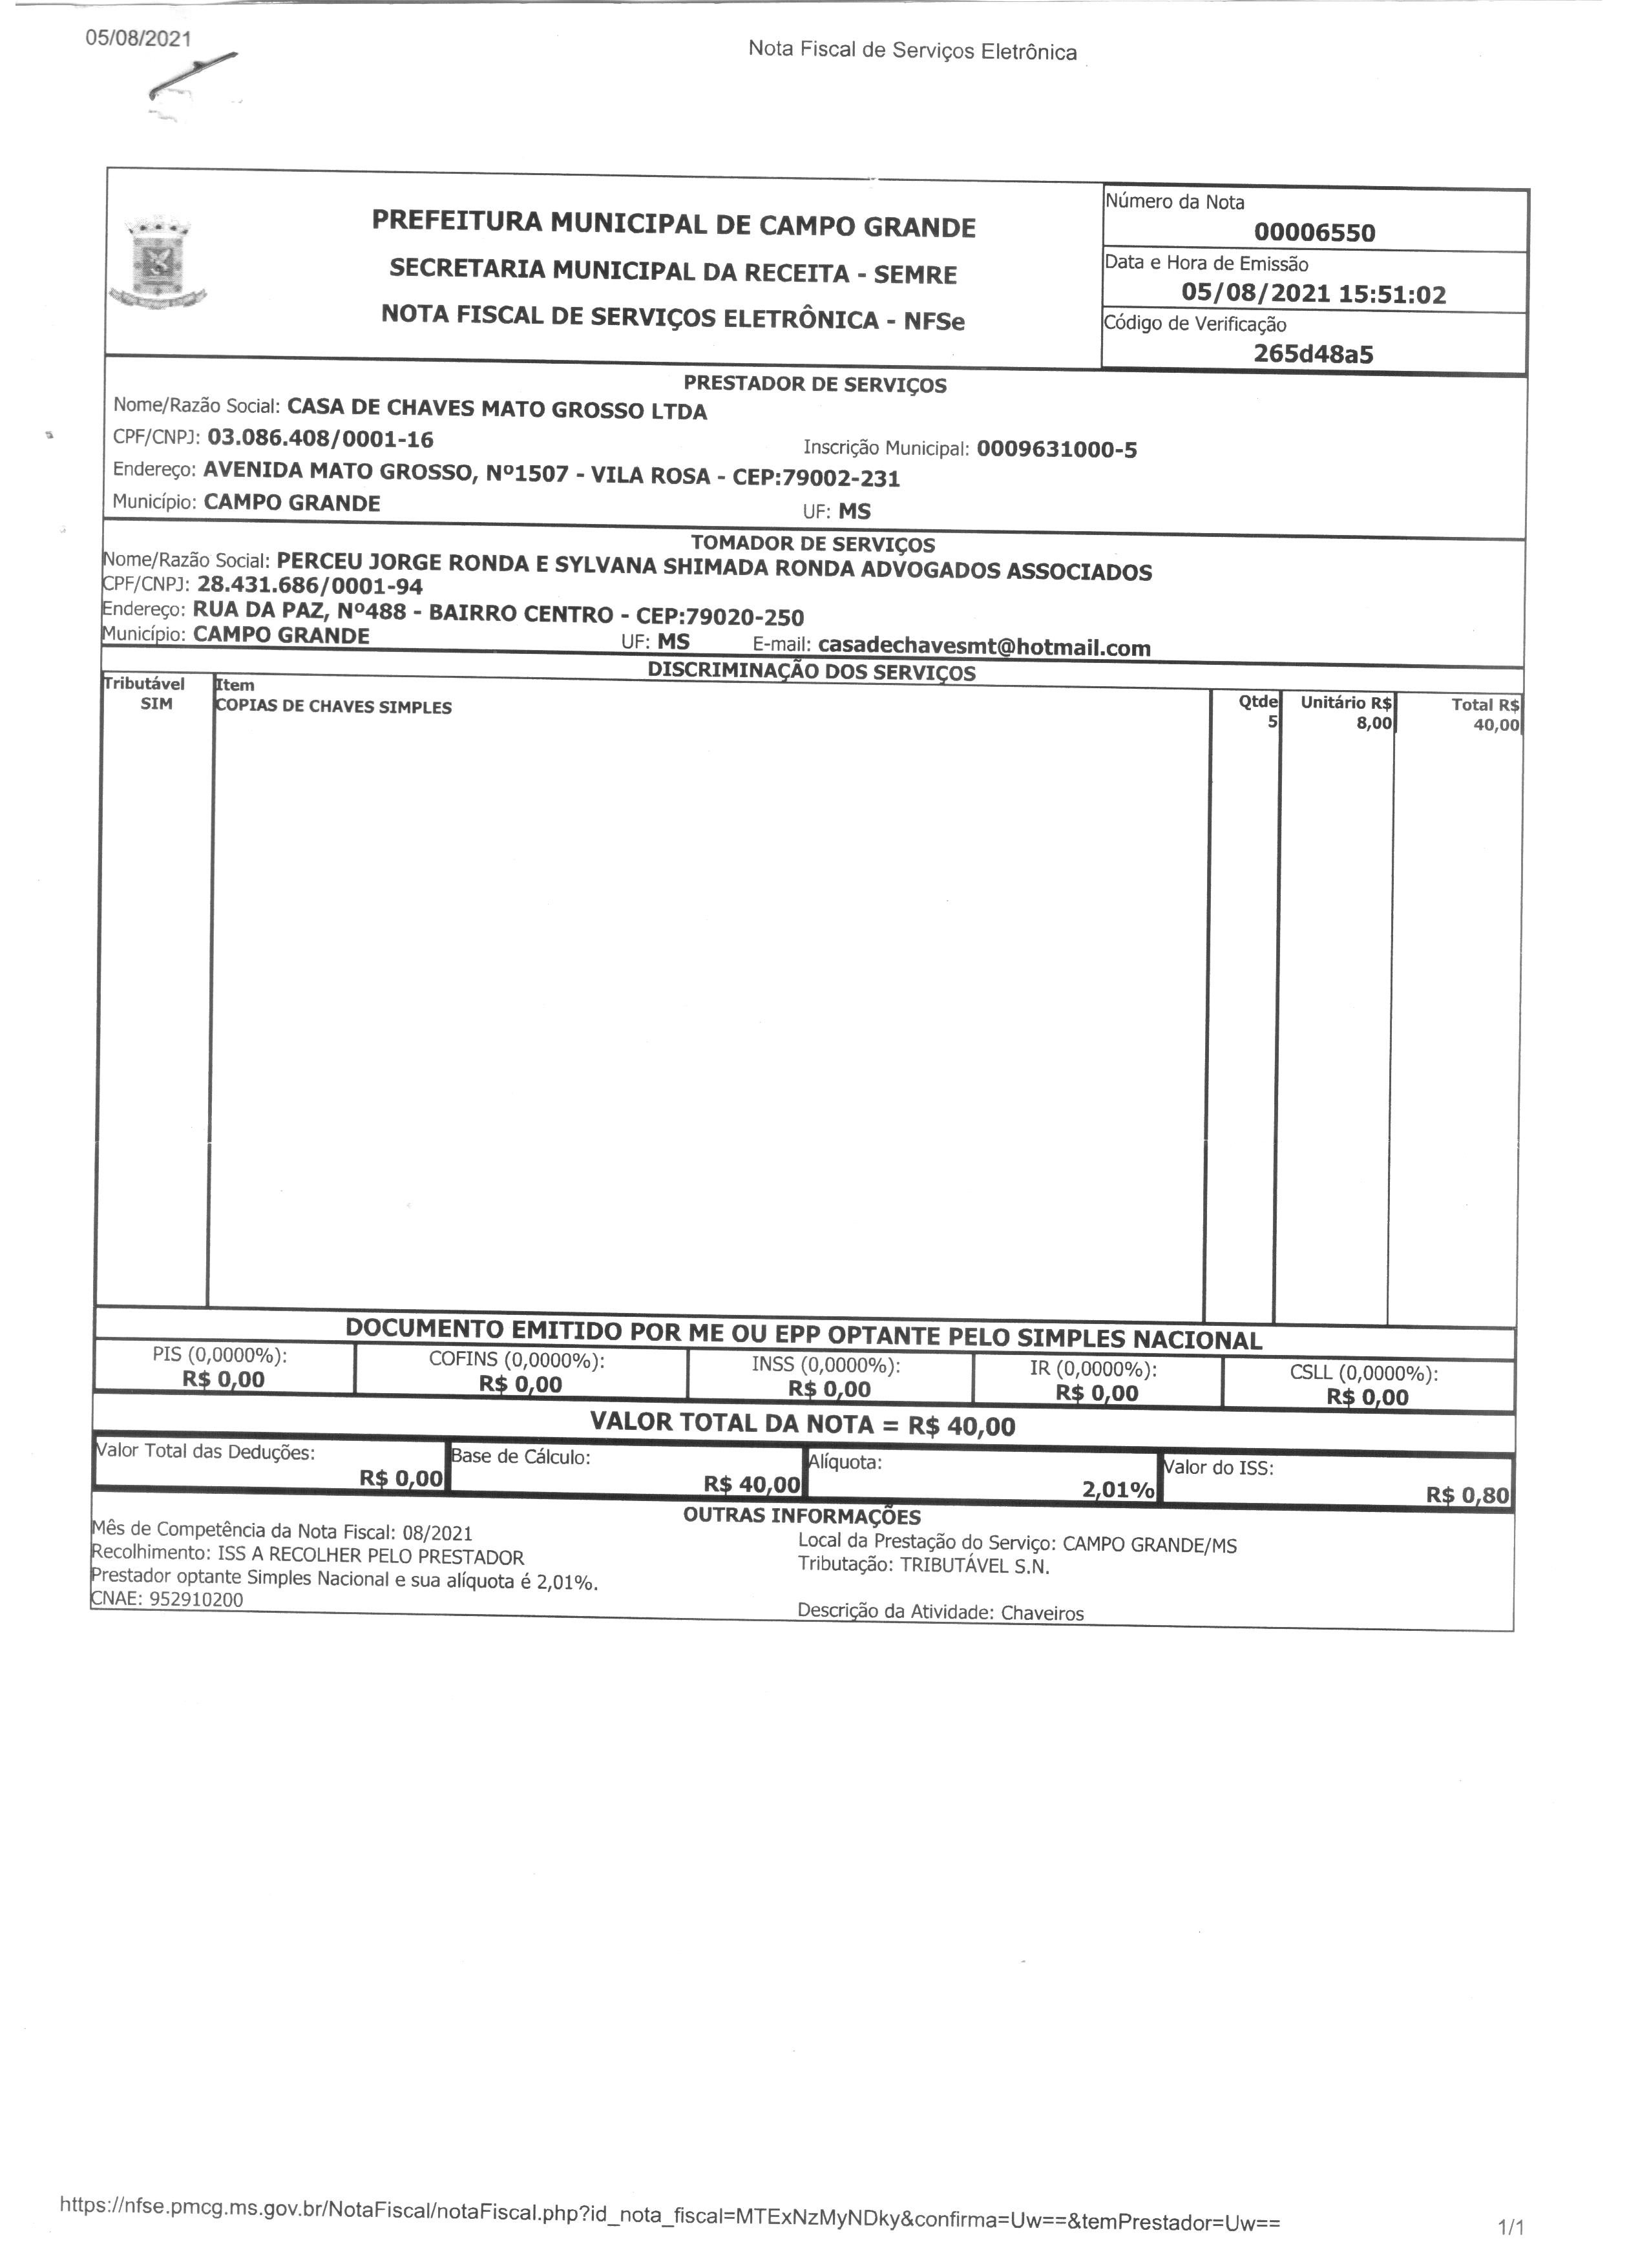 05/08/2021
Nota Fiscal de Serviços Eletrônica
PREFEITURA MUNICIPAL DE CAMPO GRANDE
SECRETARIA MUNICIPAL DA RECEITA - SEMRE
NOTA FISCAL DE SERVIÇOS ELETRÔNICA - NFSe
Número da Nota
00006550
Data e Hora de Emissão
05/08/2021 15:51:02
Código de Verificação
265d48a5
PRESTADOR DE SERVIÇOS
Nome/Razão Social: CASA DE CHAVES MATO GROSSO LTDA
CPF/CNPJ: 03.086.408/0001-16 Inscrição Municipal: 0009631000-5
Endereço: AVENIDA MATO GROSSO, Nº1507 - VILA ROSA - CEP:79002-231
Município: CAMPO GRANDE UF: MS
TOMADOR DE SERVIÇOS
Nome/Razão Social: PERCEU JORGE RONDA E SYLVANA SHIMADA RONDA ADVOGADOS ASSOCIADOS
CPF/CNPJ: 28.431.686/0001-94
Endereço: RUA DA PAZ, Nº488 - BAIRRO CENTRO - CEP:79020-250
Município: CAMPO GRANDE UF: MS E-mail: casadechavesmt@hotmail.com
DISCRIMINAÇÃO DOS SERVIÇOS
Tributável Item Qtde Unitário R$ Total R$
SIM COPIAS DE CHAVES SIMPLES 5 8,00 40,00
DOCUMENTO EMITIDO POR ME OU EPP OPTANTE PELO SIMPLES NACIONAL
PIS (0,0000%): COFINS (0,0000%): INSS (0,0000%): IR (0,0000%): CSLL (0,0000%):
R$ 0,00 R$ 0,00 R$ 0,00 R$ 0,00 R$ 0,00
VALOR TOTAL DA NOTA = R$ 40,00
Valor Total das Deduções: Base de Cálculo: Alíquota: Valor do ISS:
R$ 0,00 R$ 40,00 2,01% R$ 0,80
OUTRAS INFORMAÇÕES
Mês de Competência da Nota Fiscal: 08/2021 Local da Prestação do Serviço: CAMPO GRANDE/MS
Recolhimento: ISS A RECOLHER PELO PRESTADOR Tributação: TRIBUTÁVEL S.N.
Prestador optante Simples Nacional e sua alíquota é 2,01%.
CNAE: 952910200 Descrição da Atividade: Chaveiros
https://nfse.pmcg.ms.gov.br/NotaFiscal/notaFiscal.php?id_nota_fiscal=MTExNzMyNDky&confirma=Uw==&temPrestador=Uw== 1/1